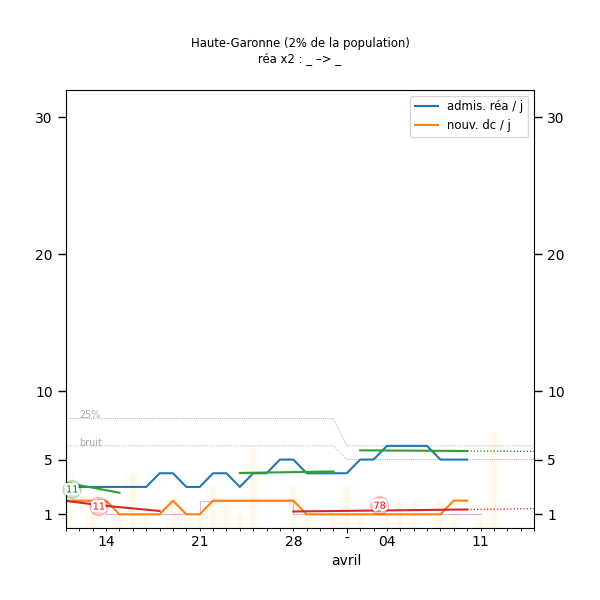 Haute-Garonne (2% de la population)
réa x2 : _ –> _
admis. réa / j
nouv. dc / j
30 30
20 20
10 10
25%
bruit
5 5
11
11
78
1 1
14 21 28 - 04 11
avril